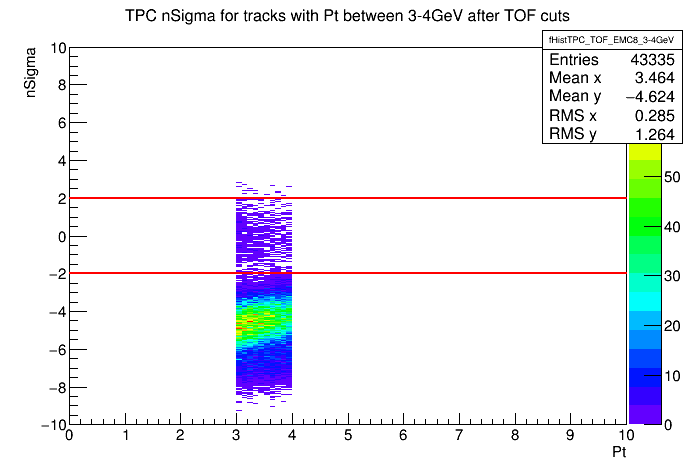 TPC nSigma for tracks with Pt between 3-4GeV after TOF cuts
fHistTPC_TOF_EMC8_3-4GeV
Entries 43335
Mean x 3.464
Mean y −4.624
RMS x 0.285
RMS y 1.264
nSigma
10
8
6
4
2
0
−2
−4
−6
−8
−10
50
40
30
20
10
0
0 1 2 3 4 5 6 7 8 9 10
Pt